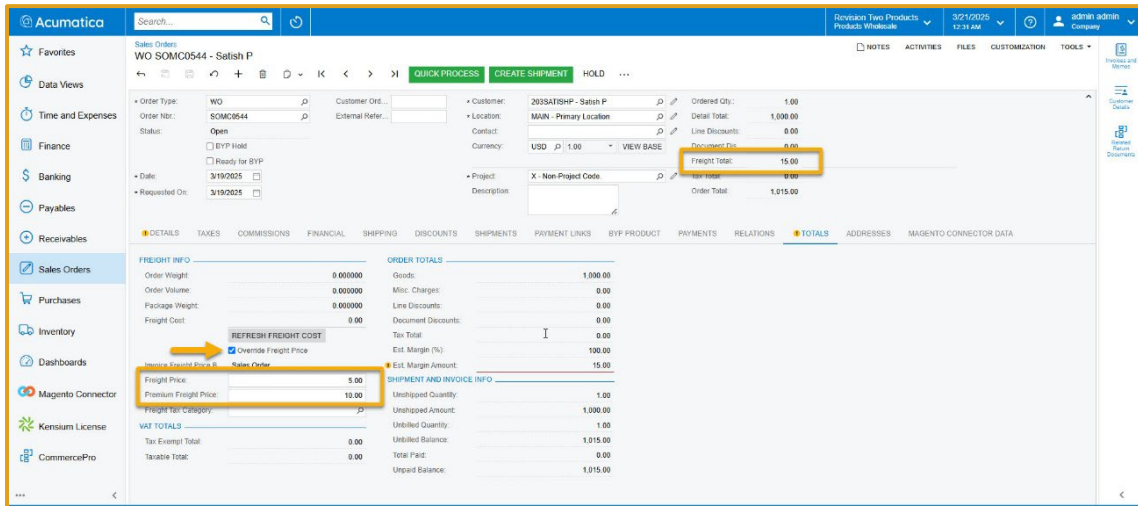 Acumatica
Search...
Revision Two Products
Products Wholesale
3/21/2025
12:31 AM
admin admin
Company
Favorites
Data Views
Time and Expenses
Finance
Banking
Payables
Receivables
Sales Orders
Purchases
Inventory
Dashboards
Magento Connector
Kensium License
CommercePro
Sales Orders
WO SOMC0544 - Satish P
NOTES ACTIVITIES FILES CUSTOMIZATION TOOLS
QUICK PROCESS CREATE SHIPMENT HOLD ...
Order Type: WO
Order Nbr.: SOMC0544
Status: Open
BYP Hold
Ready for BYP
Date: 3/19/2025
Requested On: 3/19/2025
Customer Ord...
External Refer...
Customer: 203SATISHP - Satish P
Location: MAIN - Primary Location
Contact:
Currency: USD 1.00 VIEW BASE
Project: X - Non-Project Code.
Description:
Ordered Qty.: 1.00
Detail Total: 1,000.00
Line Discounts: 0.00
Document Dis... 0.00
Freight Total: 15.00
Tax Total: 0.00
Order Total: 1,015.00
DETAILS TAXES COMMISSIONS FINANCIAL SHIPPING DISCOUNTS SHIPMENTS PAYMENT LINKS BYP PRODUCT PAYMENTS RELATIONS TOTALS ADDRESSES MAGENTO CONNECTOR DATA
FREIGHT INFO
Order Weight: 0.000000
Order Volume: 0.000000
Package Weight: 0.000000
Freight Cost: 0.00
REFRESH FREIGHT COST
Override Freight Price
Invoice Freight Price B... Sales Order
Freight Price: 5.00
Premium Freight Price: 10.00
Freight Tax Category:
VAT TOTALS
Tax Exempt Total: 0.00
Taxable Total: 0.00
ORDER TOTALS
Goods: 1,000.00
Misc. Charges: 0.00
Line Discounts: 0.00
Document Discounts: 0.00
Tax Total: 0.00
Est. Margin (%): 100.00
Est. Margin Amount: 15.00
SHIPMENT AND INVOICE INFO
Unshipped Quantity: 1.00
Unshipped Amount: 1,000.00
Unbilled Quantity: 1.00
Unbilled Balance: 1,015.00
Total Paid: 0.00
Unpaid Balance: 1,015.00
Invoices and
Memos
Customer
Details
Related
Return
Documents